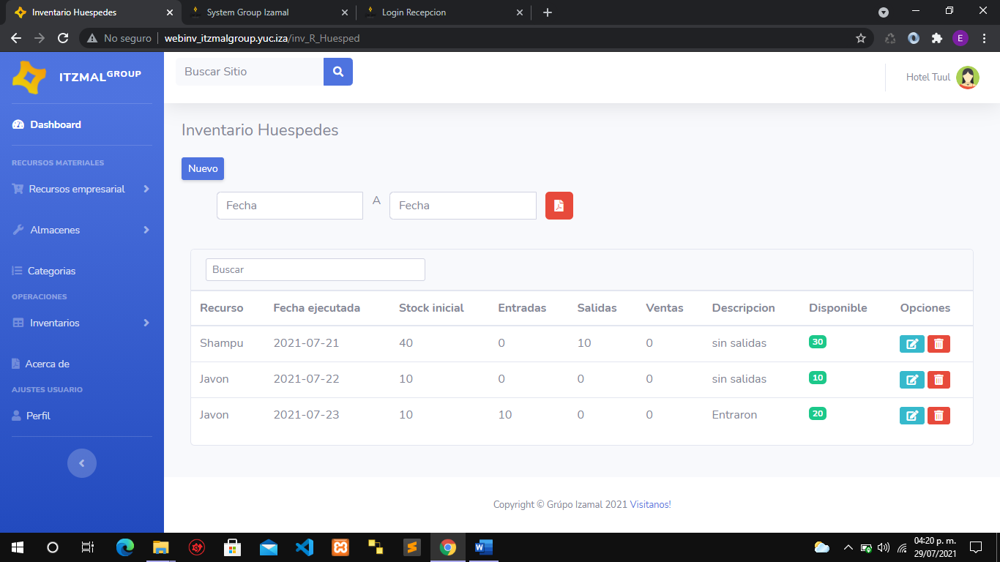 Inventario Huespedes
System Group Izamal
Login Recepcion
No seguro
webinv_itzmalgroup.yuc.iza/inv_R_Huesped
E
ITZMALGROUP
Buscar Sitio
Hotel Tuul
Dashboard
RECURSOS MATERIALES
Recursos empresarial
Almacenes
Categorias
OPERACIONES
Inventarios
Acerca de
AJUSTES USUARIO
Perfil
Inventario Huespedes
Nuevo
Fecha A Fecha
Buscar
Recurso Fecha ejecutada Stock inicial Entradas Salidas Ventas Descripcion Disponible Opciones
Shampu 2021-07-21 40 0 10 0 sin salidas 30
Javon 2021-07-22 10 0 0 0 sin salidas 10
Javon 2021-07-23 10 10 0 0 Entraron 20
Copyright © Grúpo Izamal 2021 Visitanos!
04:20 p. m.
29/07/2021